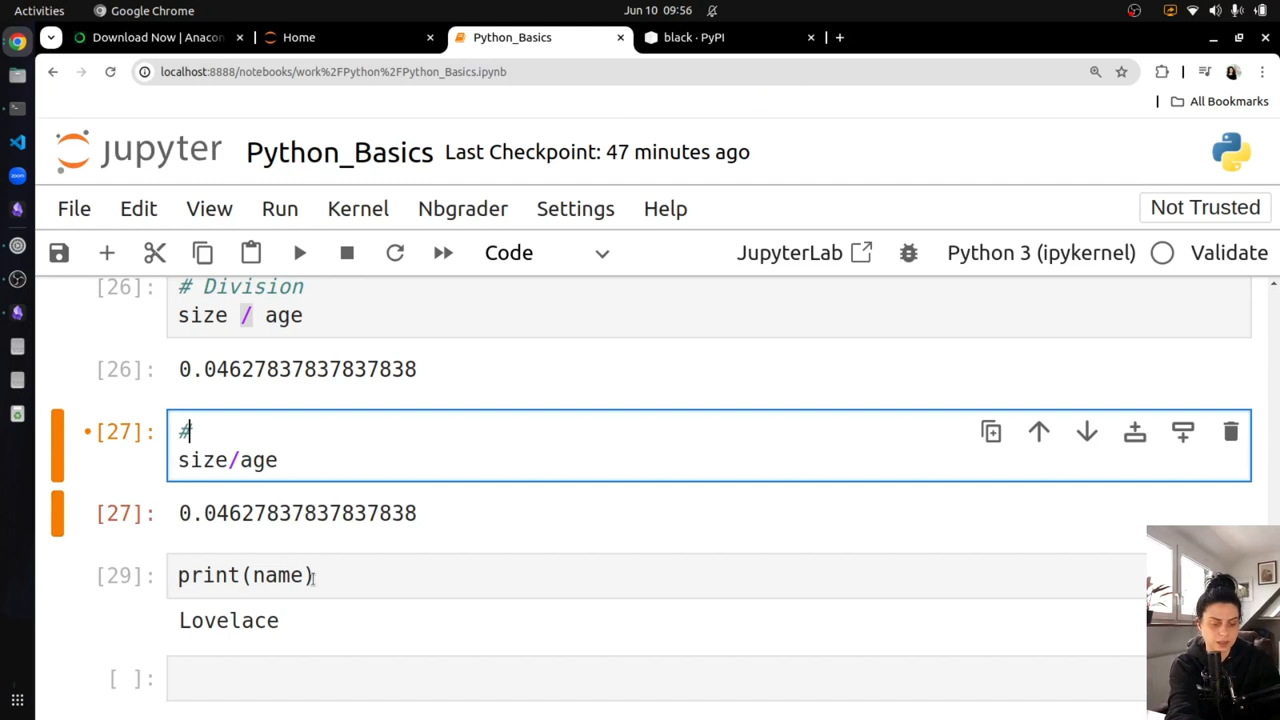 Activities
Google Chrome
Jun 10 09:56
Download Now | Anacon
Home
Python_Basics
black · PyPI
localhost:8888/notebooks/work%2FPython%2FPython_Basics.ipynb
All Bookmarks
jupyter
Python_Basics
Last Checkpoint: 47 minutes ago
File
Edit
View
Run
Kernel
Nbgrader
Settings
Help
Not Trusted
Code
JupyterLab
Python 3 (ipykernel)
Validate
[26]:
# Division
size / age
[26]:
0.04627837837837838
[27]:
#
size/age
[27]:
0.04627837837837838
[29]:
print(name)
Lovelace
[ ]: